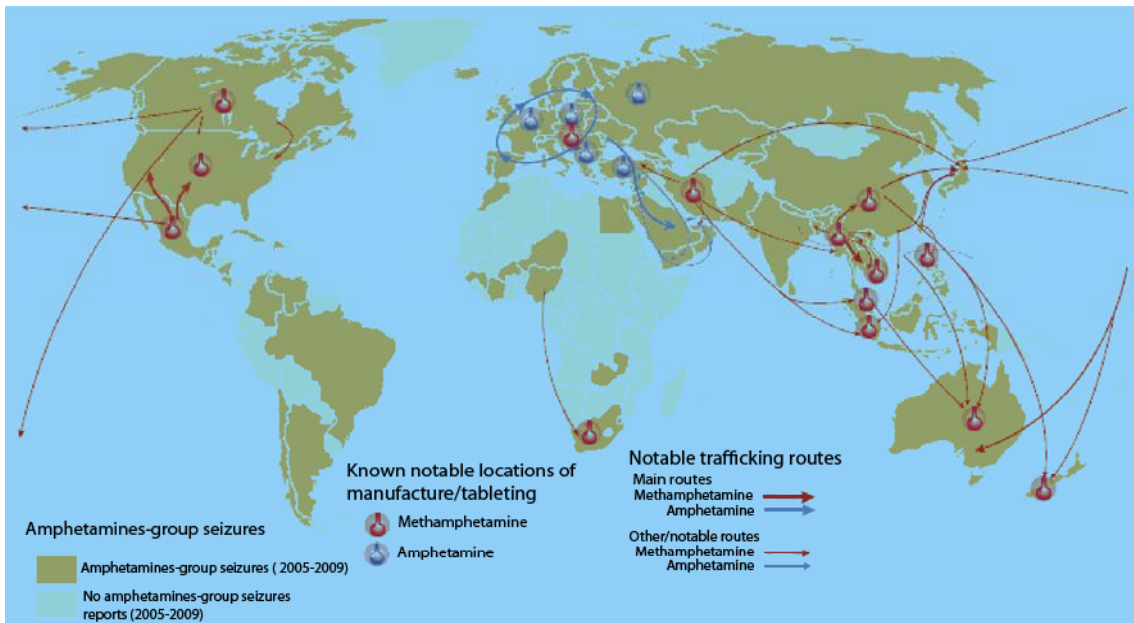 Known notable locations of
manufacture/tableting
Methamphetamine
Amphetamine
Notable trafficking routes
Main routes
Methamphetamine
Amphetamine
Other/notable routes
Methamphetamine
Amphetamine
Amphetamines-group seizures
Amphetamines-group seizures ( 2005-2009)
No amphetamines-group seizures
reports (2005-2009)